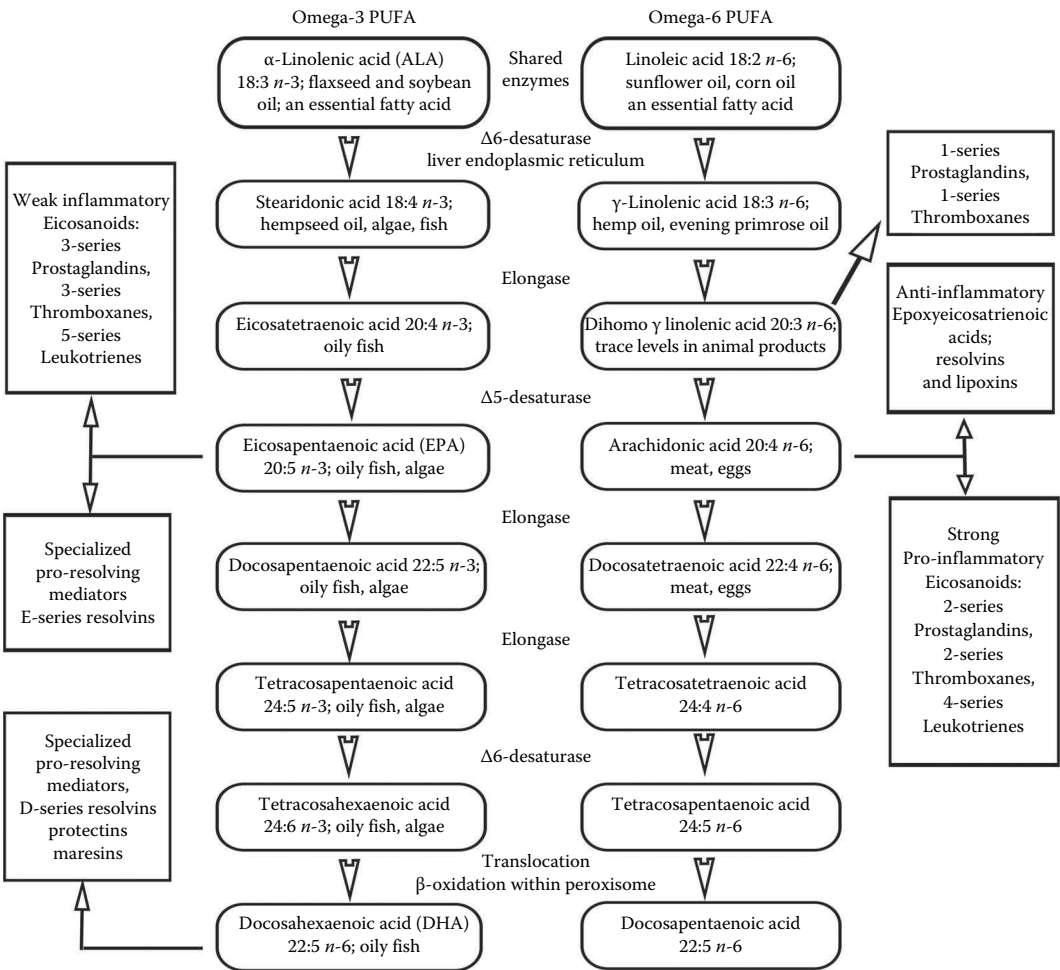 Omega-3 PUFA
Omega-6 PUFA
α-Linolenic acid (ALA)
18:3 n-3; flaxseed and soybean
oil; an essential fatty acid
Shared
enzymes
Linoleic acid 18:2 n-6;
sunflower oil, corn oil
an essential fatty acid
Δ6-desaturase
liver endoplasmic reticulum
1-series
Prostaglandins,
1-series
Thromboxanes
Weak inflammatory
Eicosanoids:
3-series
Prostaglandins,
3-series
Thromboxanes,
5-series
Leukotrienes
Stearidonic acid 18:4 n-3;
hempseed oil, algae, fish
γ-Linolenic acid 18:3 n-6;
hemp oil, evening primrose oil
Elongase
Anti-inflammatory
Epoxyeicosatrienoic
acids;
resolvins
and lipoxins
Eicosatetraenoic acid 20:4 n-3;
oily fish
Dihomo γ linolenic acid 20:3 n-6;
trace levels in animal products
Δ5-desaturase
Eicosapentaenoic acid (EPA)
20:5 n-3; oily fish, algae
Arachidonic acid 20:4 n-6;
meat, eggs
Elongase
Specialized
pro-resolving
mediators
E-series resolvins
Docosapentaenoic acid 22:5 n-3;
oily fish, algae
Docosatetraenoic acid 22:4 n-6;
meat, eggs
Strong
Pro-inflammatory
Eicosanoids:
2-series
Prostaglandins,
2-series
Thromboxanes,
4-series
Leukotrienes
Elongase
Tetracosapentaenoic acid
24:5 n-3; oily fish, algae
Tetracosatetraenoic acid
24:4 n-6
Δ6-desaturase
Specialized
pro-resolving
mediators,
D-series resolvins
protectins
maresins
Tetracosahexaenoic acid
24:6 n-3; oily fish, algae
Tetracosapentaenoic acid
24:5 n-6
Translocation
β-oxidation within peroxisome
Docosahexaenoic acid (DHA)
22:5 n-6; oily fish
Docosapentaenoic acid
22:5 n-6